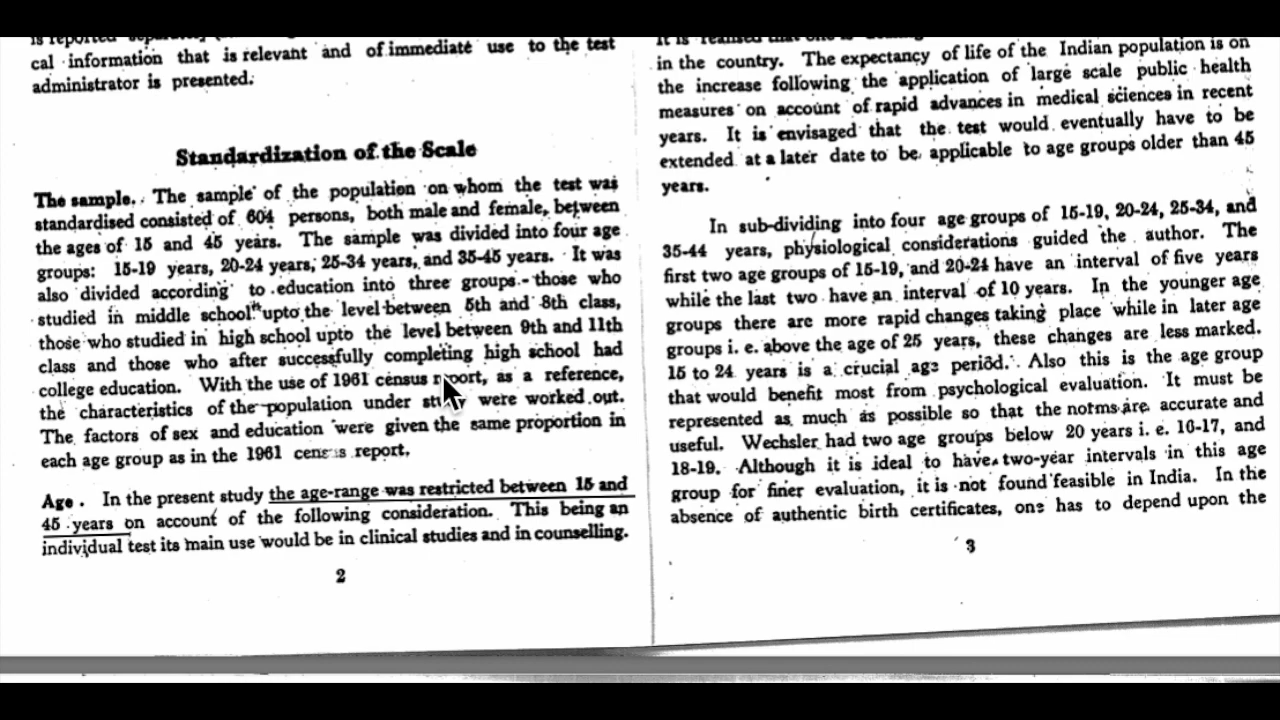 cal information that is relevant and of immediate use to the test
administrator is presented.
Standardization of the Scale
The sample. The sample of the population on whom the test was
standardised consisted of 604 persons, both male and female, between
the ages of 15 and 45 years. The sample was divided into four age
groups: 15-19 years, 20-24 years, 25-34 years, and 35-45 years. It was
also divided according to education into three groups - those who
studied in middle school upto the level between 5th and 8th class,
those who studied in high school upto the level between 9th and 11th
class and those who after successfully completing high school had
college education. With the use of 1961 census report, as a reference,
the characteristics of the population under study were worked out.
The factors of sex and education were given the same proportion in
each age group as in the 1961 census report.
Age. In the present study the age-range was restricted between 15 and
45 years on account of the following consideration. This being an
individual test its main use would be in clinical studies and in counselling.
2
in the country. The expectancy of life of the Indian population is on
the increase following the application of large scale public health
measures on account of rapid advances in medical sciences in recent
years. It is envisaged that the test would eventually have to be
extended at a later date to be applicable to age groups older than 45
years.
In sub-dividing into four age groups of 15-19, 20-24, 25-34, and
35-44 years, physiological considerations guided the author. The
first two age groups of 15-19, and 20-24 have an interval of five years
while the last two have an interval of 10 years. In the younger age
groups there are more rapid changes taking place while in later age
groups i. e. above the age of 25 years, these changes are less marked.
15 to 24 years is a crucial age period. Also this is the age group
that would benefit most from psychological evaluation. It must be
represented as much as possible so that the notms are accurate and
useful. Wechsler had two age groups below 20 years i. e. 16-17, and
18-19. Although it is ideal to have two-year intervals in this age
group for finer evaluation, it is not found feasible in India. In the
absence of authentic birth certificates, one has to depend upon the
3